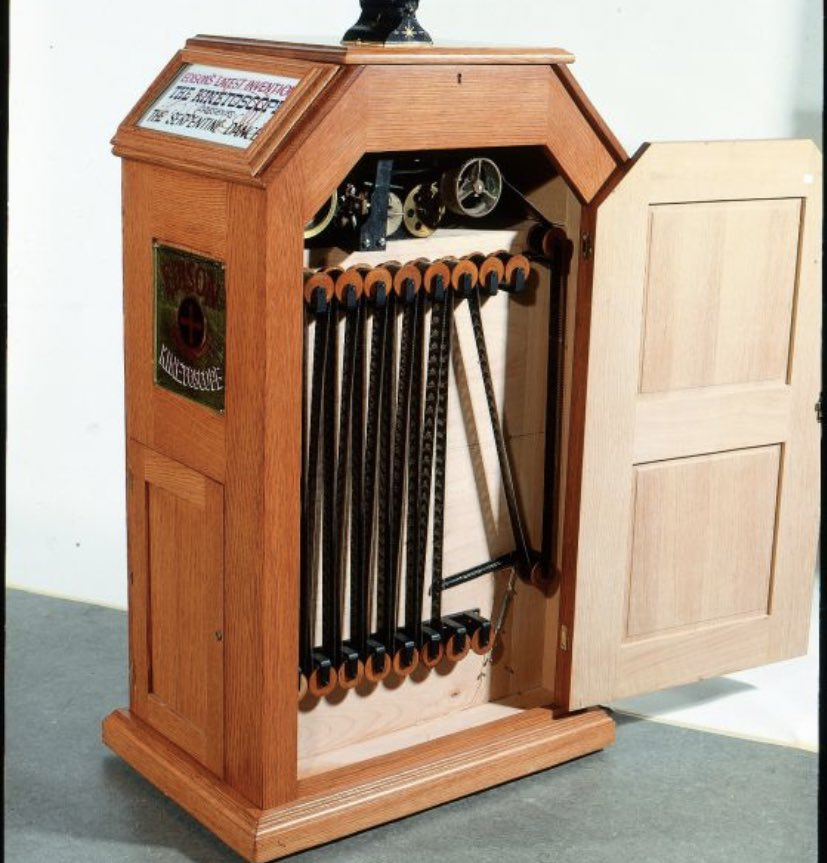 EDISON'S LATEST INVENTION
THE KINETOSCOPE
THE SERPENTINE DANCE
EDISON
KINETOSCOPE